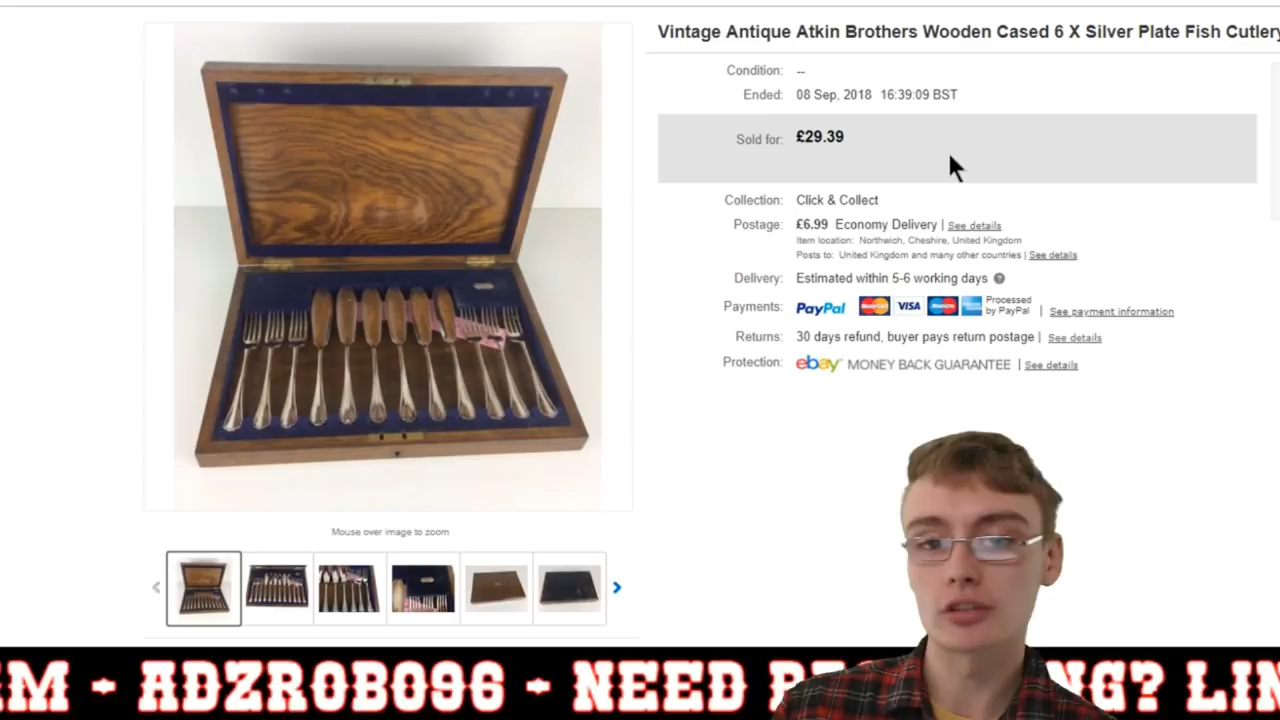 Vintage Antique Atkin Brothers Wooden Cased 6 X Silver Plate Fish Cutlery
Condition: --
Ended: 08 Sep, 2018 16:39:09 BST
Sold for: £29.39
Collection: Click & Collect
Postage: £6.99 Economy Delivery | See details
Item location: Northwich, Cheshire, United Kingdom
Posts to: United Kingdom and many other countries | See details
Delivery: Estimated within 5-6 working days
Payments: PayPal MasterCard VISA Maestro Processed by PayPal | See payment information
Returns: 30 days refund, buyer pays return postage | See details
Protection: ebay MONEY BACK GUARANTEE | See details
Mouse over image to zoom
M - ADZROB096 - NEED G? LIN